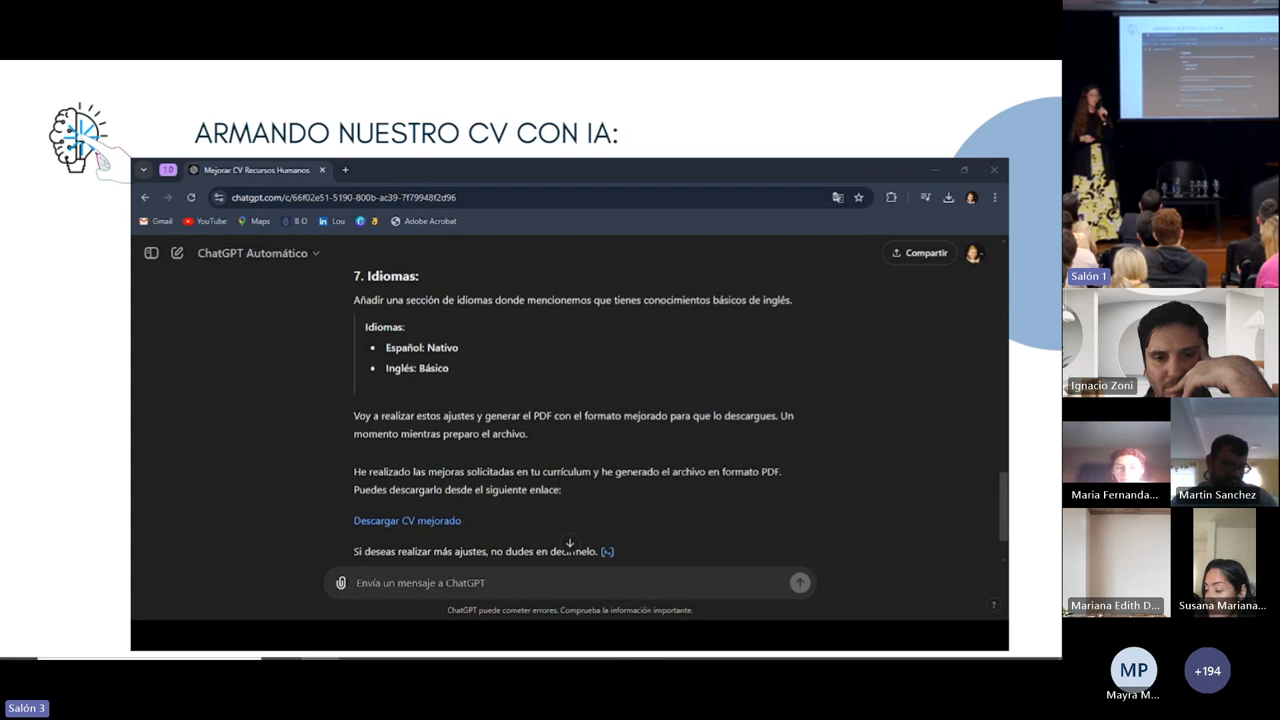 ARMANDO NUESTRO CV CON IA:
1.0
Mejorar CV Recursos Humanos
chatgpt.com/c/66f02e51-5190-800b-ac39-7f79948f2d96
Gmail YouTube Maps B O Lou Adobe Acrobat
ChatGPT Automático
Compartir
7. Idiomas:
Añadir una sección de idiomas donde mencionemos que tienes conocimientos básicos de inglés.
Idiomas:
• Español: Nativo
• Inglés: Básico
Voy a realizar estos ajustes y generar el PDF con el formato mejorado para que lo descargues. Un
momento mientras preparo el archivo.
He realizado las mejoras solicitadas en tu currículum y he generado el archivo en formato PDF.
Puedes descargarlo desde el siguiente enlace:
Descargar CV mejorado
Si deseas realizar más ajustes, no dudes en decírmelo.
Envía un mensaje a ChatGPT
ChatGPT puede cometer errores. Comprueba la información importante.
?
Salón 1
Ignacio Zoni
Maria Fernanda...
Martin Sanchez
Mariana Edith D...
Susana Mariana...
MP
Mayra M...
+194
Salón 3